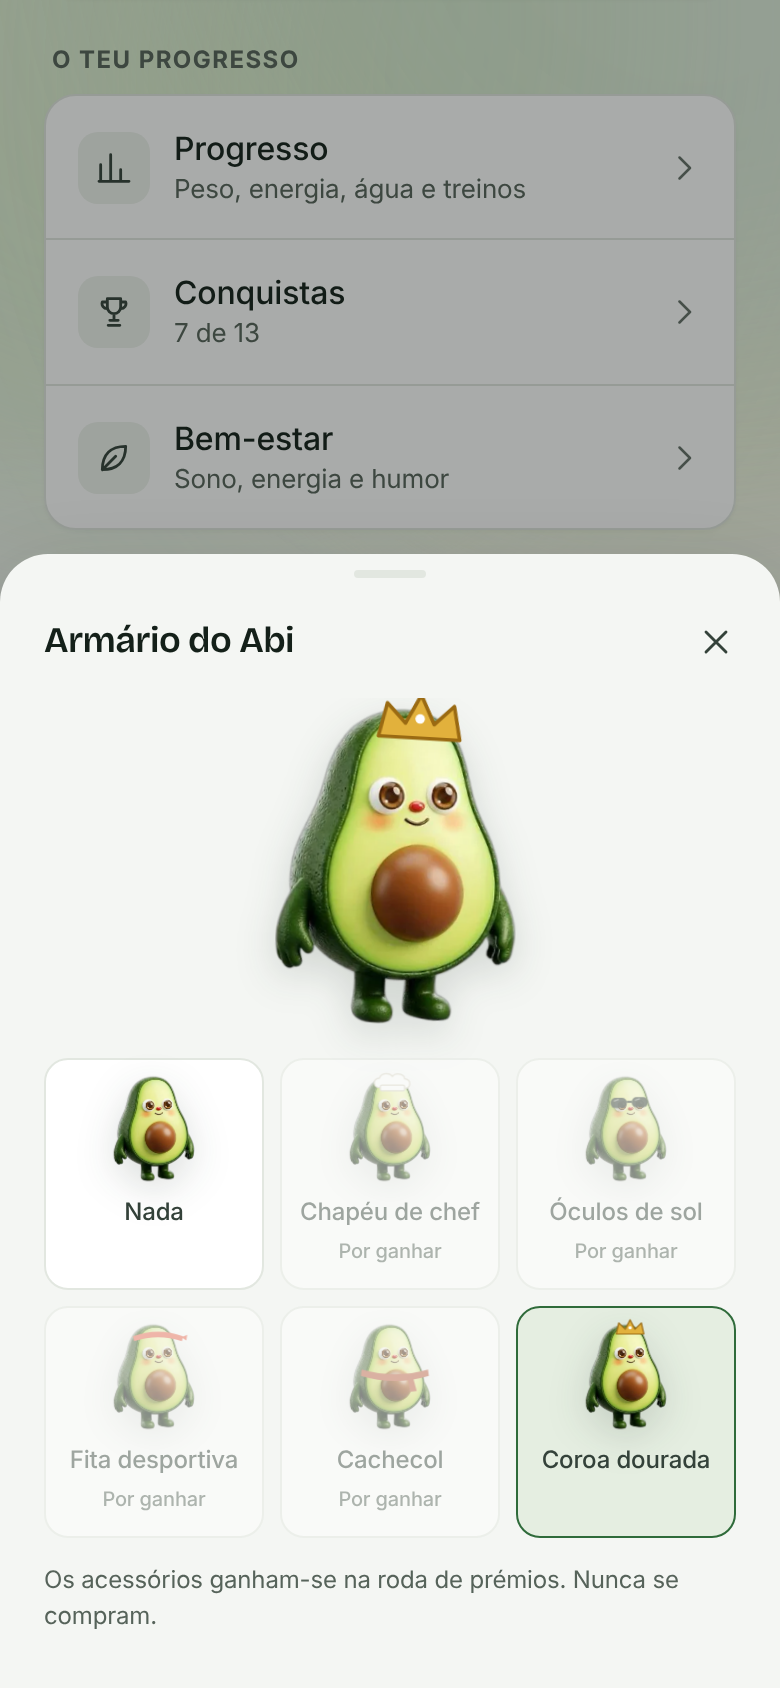 O TEU PROGRESSO
Progresso
Peso, energia, água e treinos
Conquistas
7 de 13
Bem-estar
Sono, energia e humor
Armário do Abi
Nada
Chapéu de chef
Por ganhar
Óculos de sol
Por ganhar
Fita desportiva
Por ganhar
Cachecol
Por ganhar
Coroa dourada
Os acessórios ganham-se na roda de prémios. Nunca se
compram.